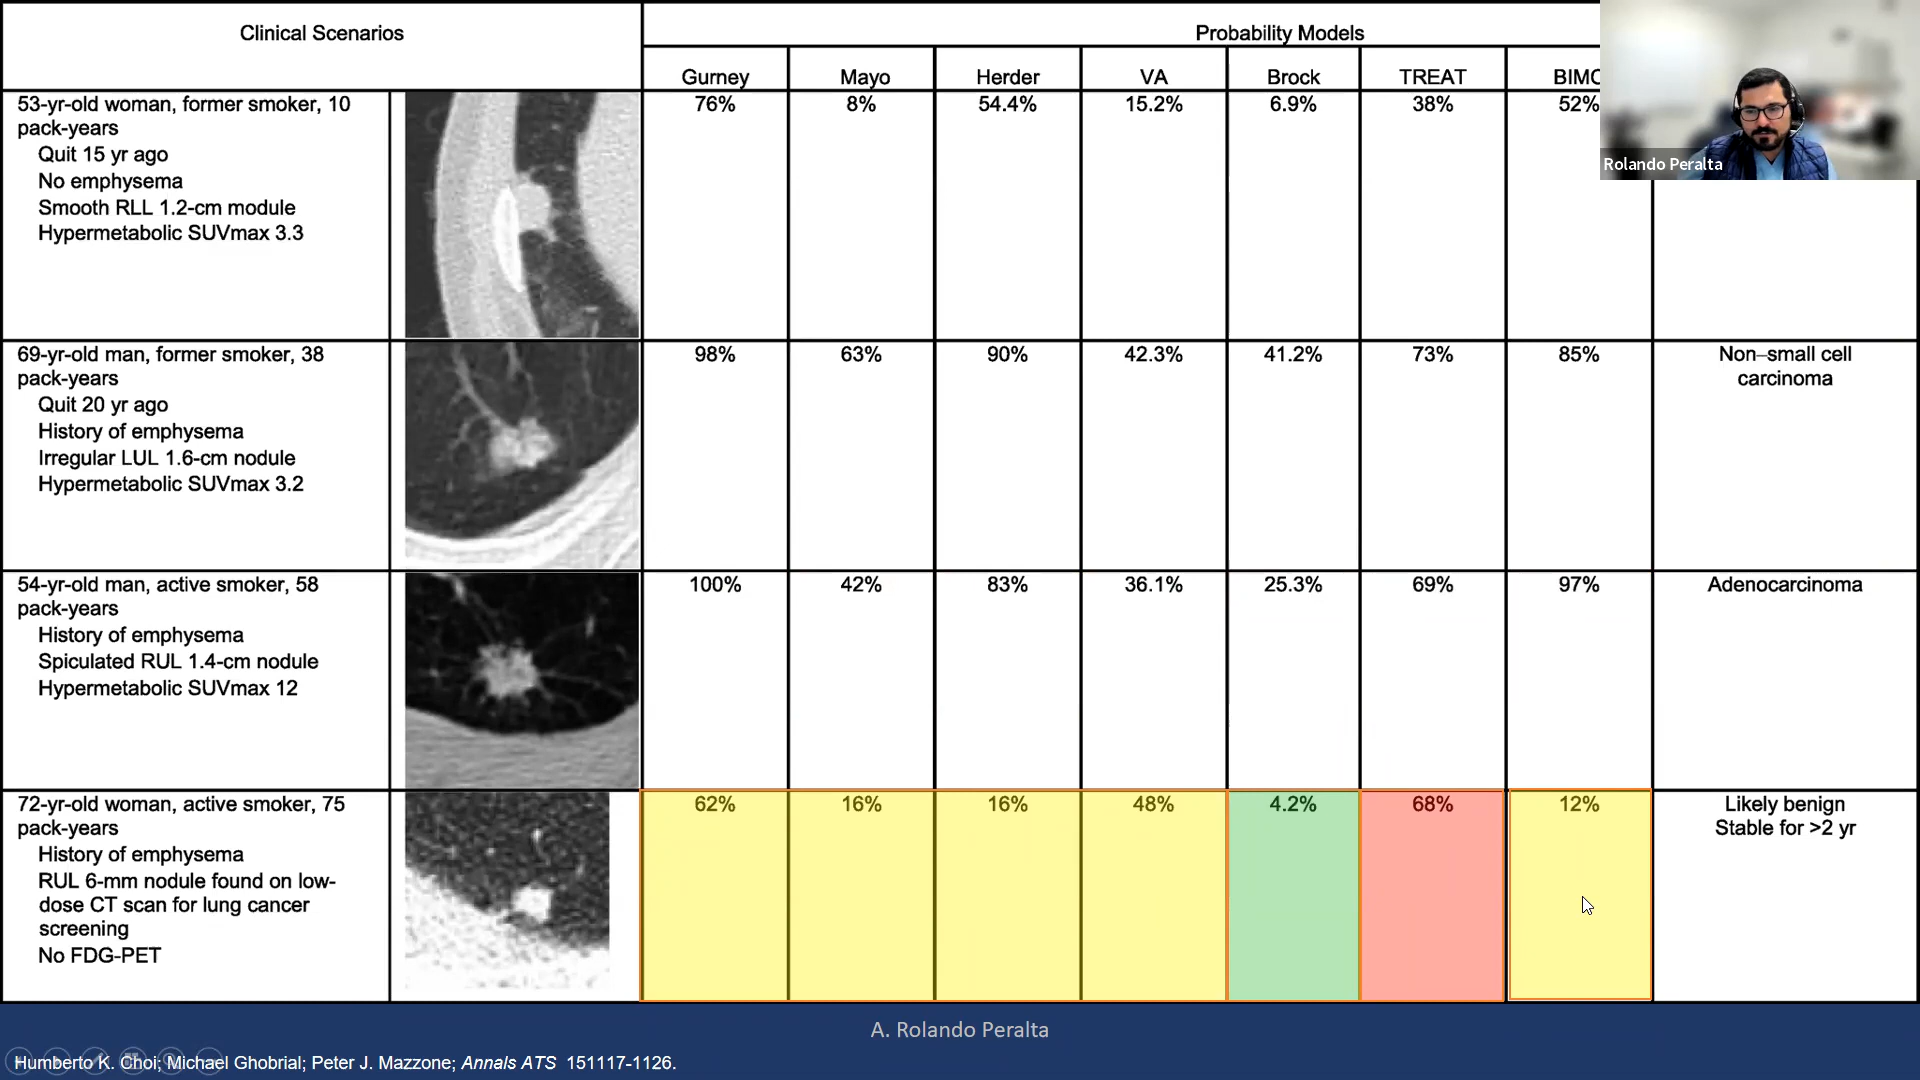 Clinical Scenarios
Probability Models
Gurney Mayo Herder VA Brock TREAT
Rolando Peralta
53-yr-old woman, former smoker, 10
pack-years
Quit 15 yr ago
No emphysema
Smooth RLL 1.2-cm module
Hypermetabolic SUVmax 3.3
76% 8% 54.4% 15.2% 6.9% 38% 52%
69-yr-old man, former smoker, 38
pack-years
Quit 20 yr ago
History of emphysema
Irregular LUL 1.6-cm nodule
Hypermetabolic SUVmax 3.2
98% 63% 90% 42.3% 41.2% 73% 85%
Non–small cell
carcinoma
54-yr-old man, active smoker, 58
pack-years
History of emphysema
Spiculated RUL 1.4-cm nodule
Hypermetabolic SUVmax 12
100% 42% 83% 36.1% 25.3% 69% 97%
Adenocarcinoma
72-yr-old woman, active smoker, 75
pack-years
History of emphysema
RUL 6-mm nodule found on low-
dose CT scan for lung cancer
screening
No FDG-PET
62% 16% 16% 48% 4.2% 68% 12%
Likely benign
Stable for >2 yr
A. Rolando Peralta
Humberto K. Choi; Michael Ghobrial; Peter J. Mazzone; Annals ATS 151117-1126.